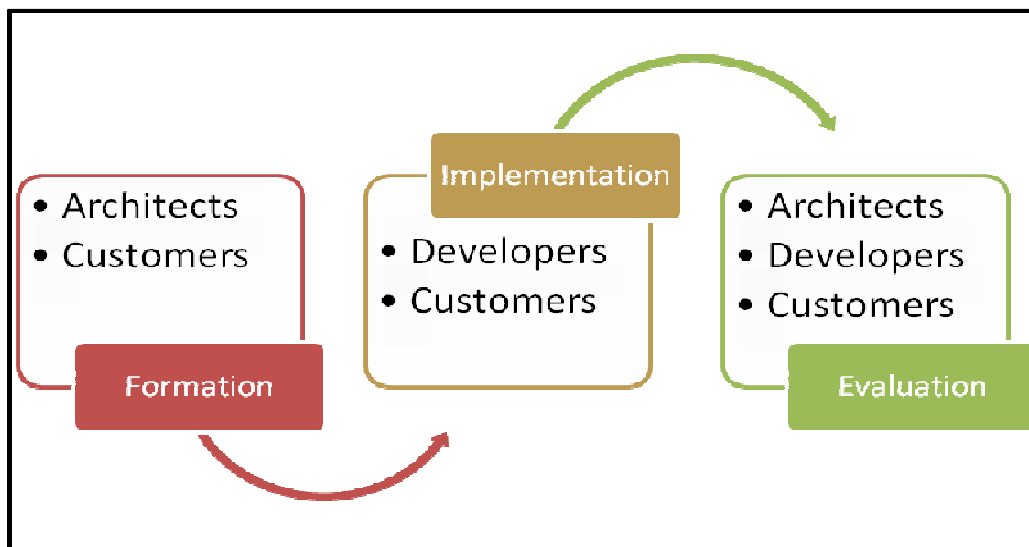 • Architects
• Customers
Formation
Implementation
• Developers
• Customers
• Architects
• Developers
• Customers
Evaluation